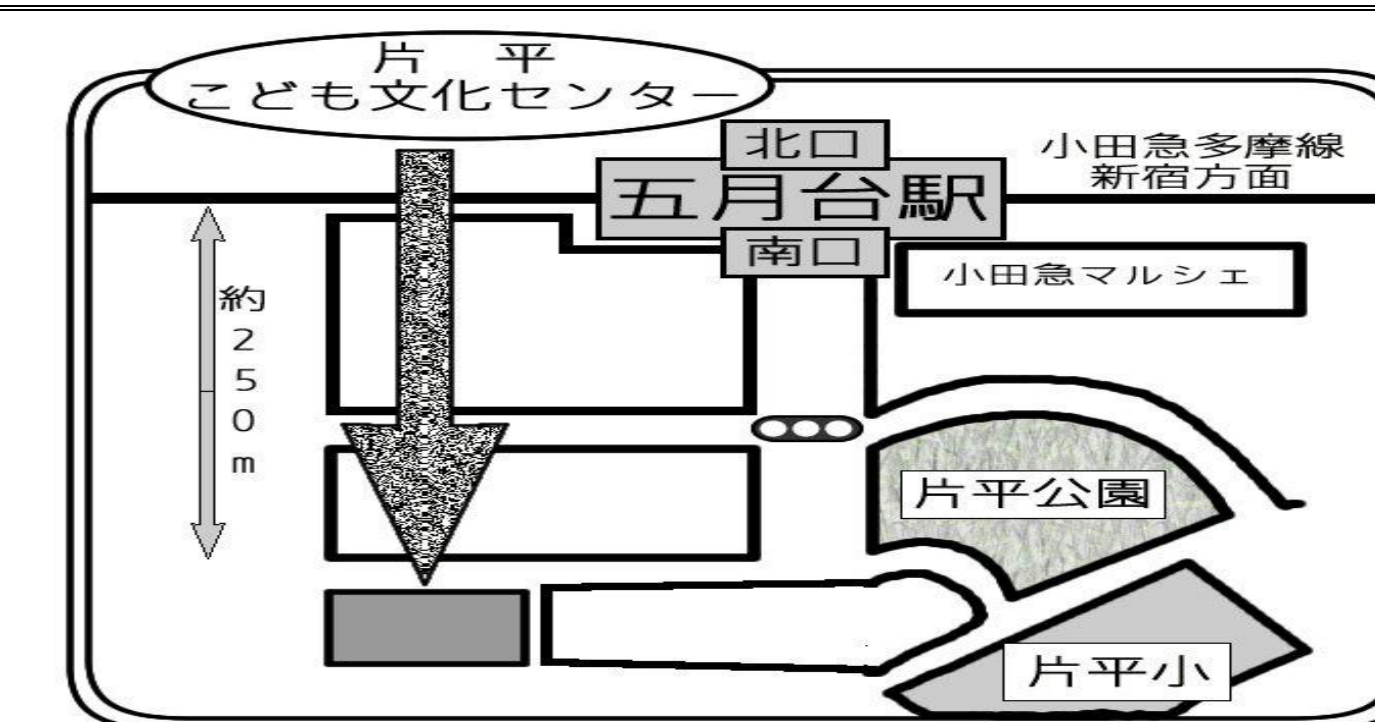 片　平
こども文化センター
北口
五月台駅
南口
小田急多摩線
新宿方面
小田急マルシェ
約250m
片平公園
片平小